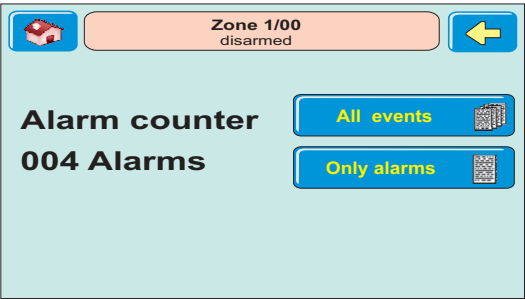 Zone 1/00
disarmed
Alarm counter
004 Alarms
All events
Only alarms